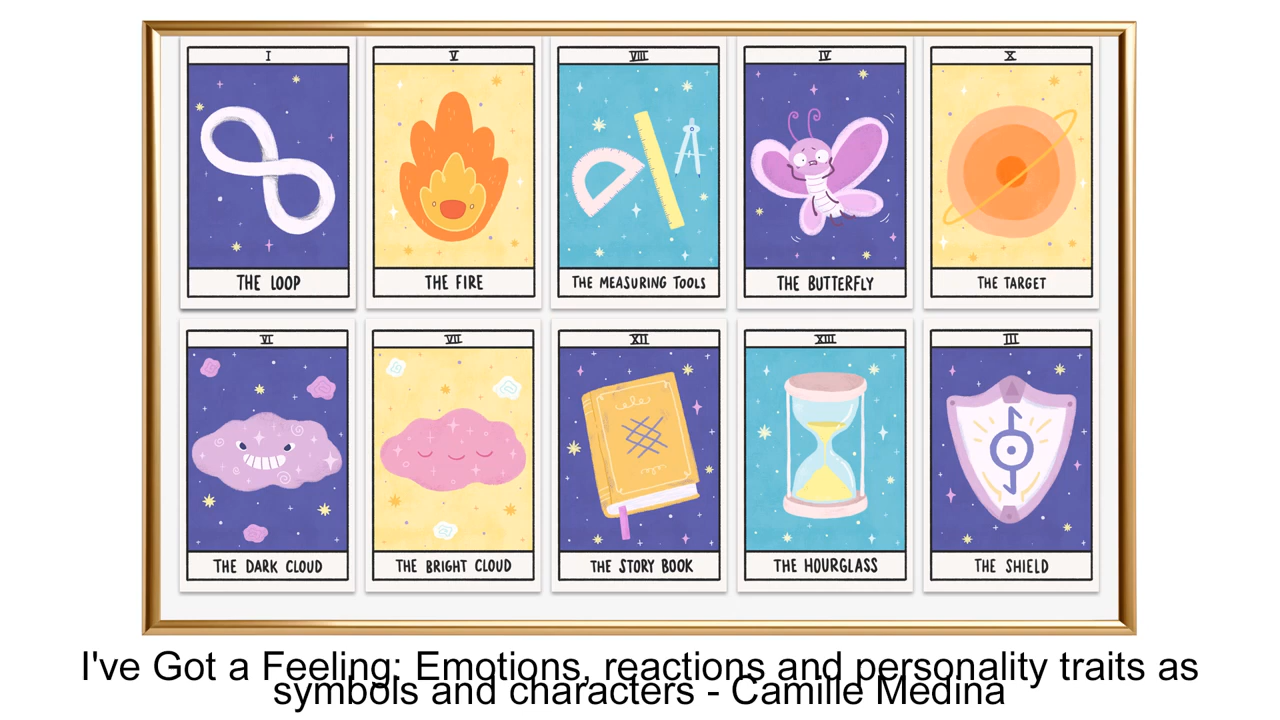 I
V
VIII
IV
X
THE LOOP
THE FIRE
THE MEASURING TOOLS
THE BUTTERFLY
THE TARGET
VI
VII
XII
XIII
III
THE DARK CLOUD
THE BRIGHT CLOUD
THE STORY BOOK
THE HOURGLASS
THE SHIELD
I've Got a Feeling: Emotions, reactions and personality traits as
symbols and characters - Camille Medina